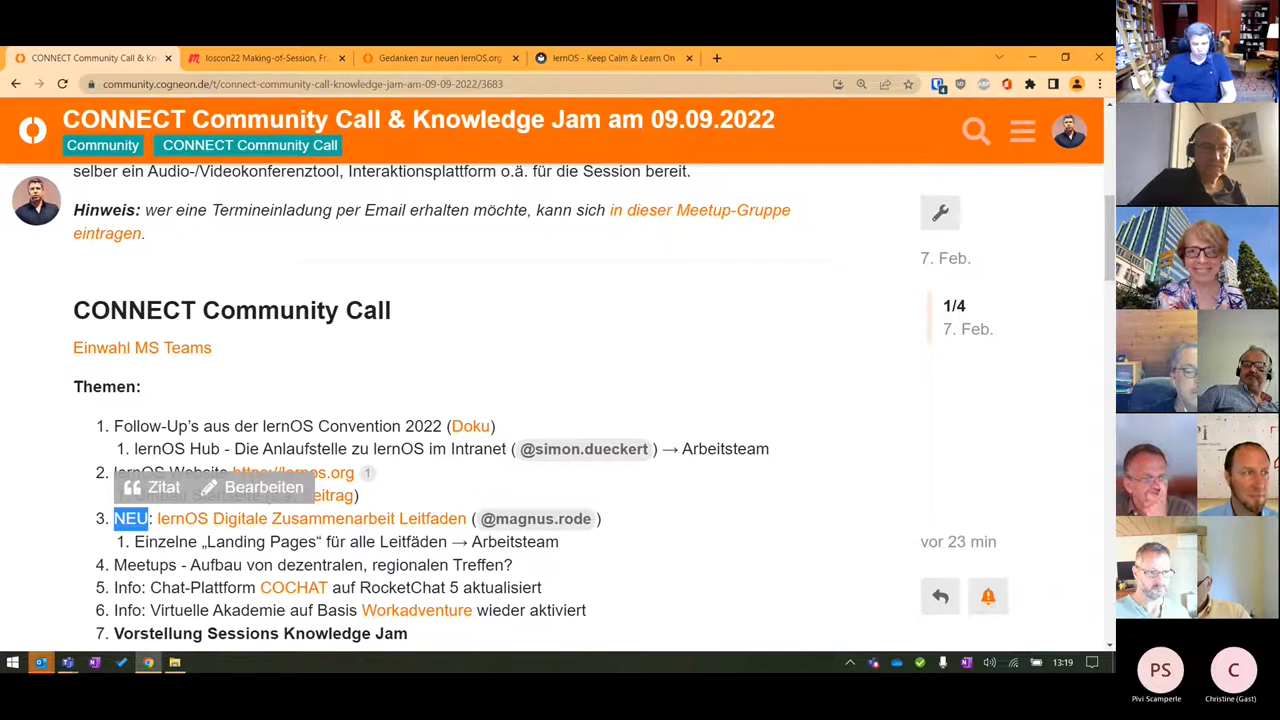 CONNECT Community Call & Kn
loscon22 Making-of-Session, Fr
Gedanken zur neuen lernOS.org
lernOS - Keep Calm & Learn On
community.cogneon.de/t/connect-community-call-knowledge-jam-am-09-09-2022/3683
CONNECT Community Call & Knowledge Jam am 09.09.2022
Community CONNECT Community Call
selber ein Audio-/Videokonferenztool, Interaktionsplattform o.ä. für die Session bereit.
Hinweis: wer eine Termineinladung per Email erhalten möchte, kann sich in dieser Meetup-Gruppe
eintragen.
7. Feb.
CONNECT Community Call
1/4
7. Feb.
Einwahl MS Teams
Themen:
1. Follow-Up's aus der lernOS Convention 2022 (Doku)
1. lernOS Hub - Die Anlaufstelle zu lernOS im Intranet ( @simon.dueckert ) → Arbeitsteam
2. lernOS Website https://lernos.org 1
Zitat Bearbeiten
eitrag)
3. NEU: lernOS Digitale Zusammenarbeit Leitfaden ( @magnus.rode )
1. Einzelne „Landing Pages“ für alle Leitfäden → Arbeitsteam
vor 23 min
4. Meetups - Aufbau von dezentralen, regionalen Treffen?
5. Info: Chat-Plattform COCHAT auf RocketChat 5 aktualisiert
6. Info: Virtuelle Akademie auf Basis Workadventure wieder aktiviert
7. Vorstellung Sessions Knowledge Jam
13:19
PS
C
Pivi Scamperle
Christine (Gast)